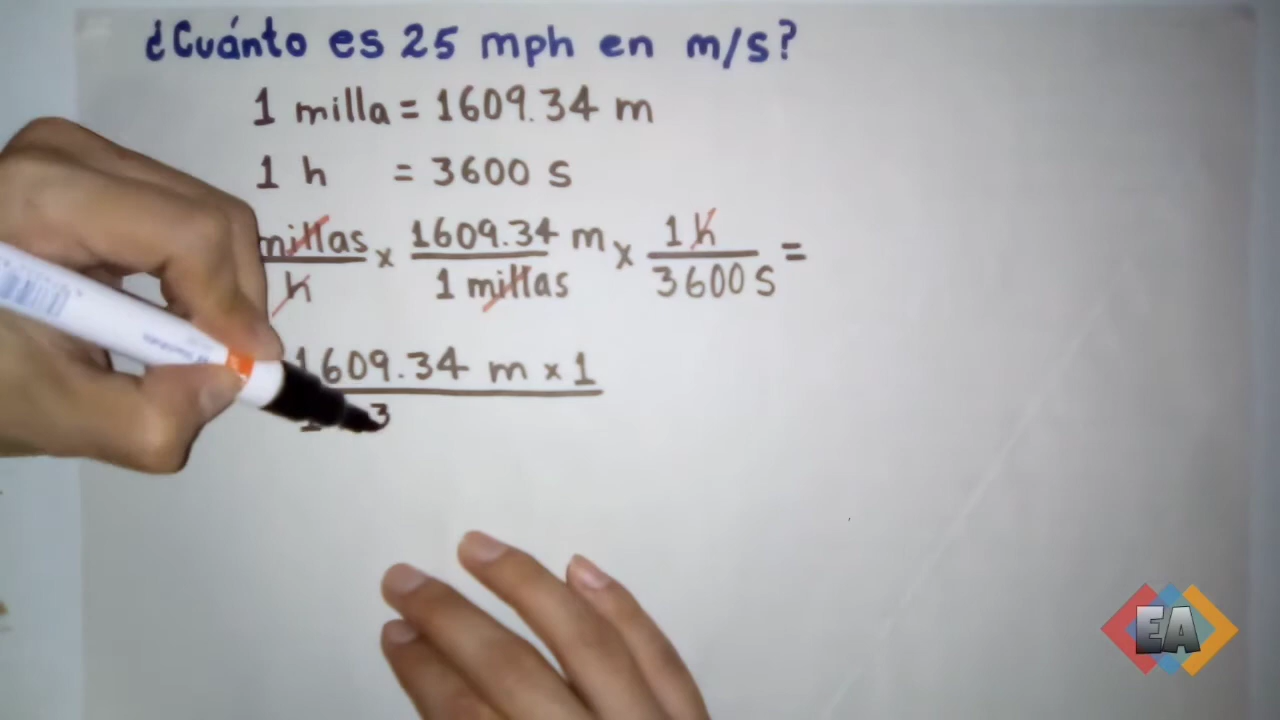 ¿Cuánto es 25 mph en m/s?
1 milla = 1609.34 m
1 h = 3600 s
millas/h × 1609.34 m/1 millas × 1 h/3600 s =
1609.34 m × 1
3
EA